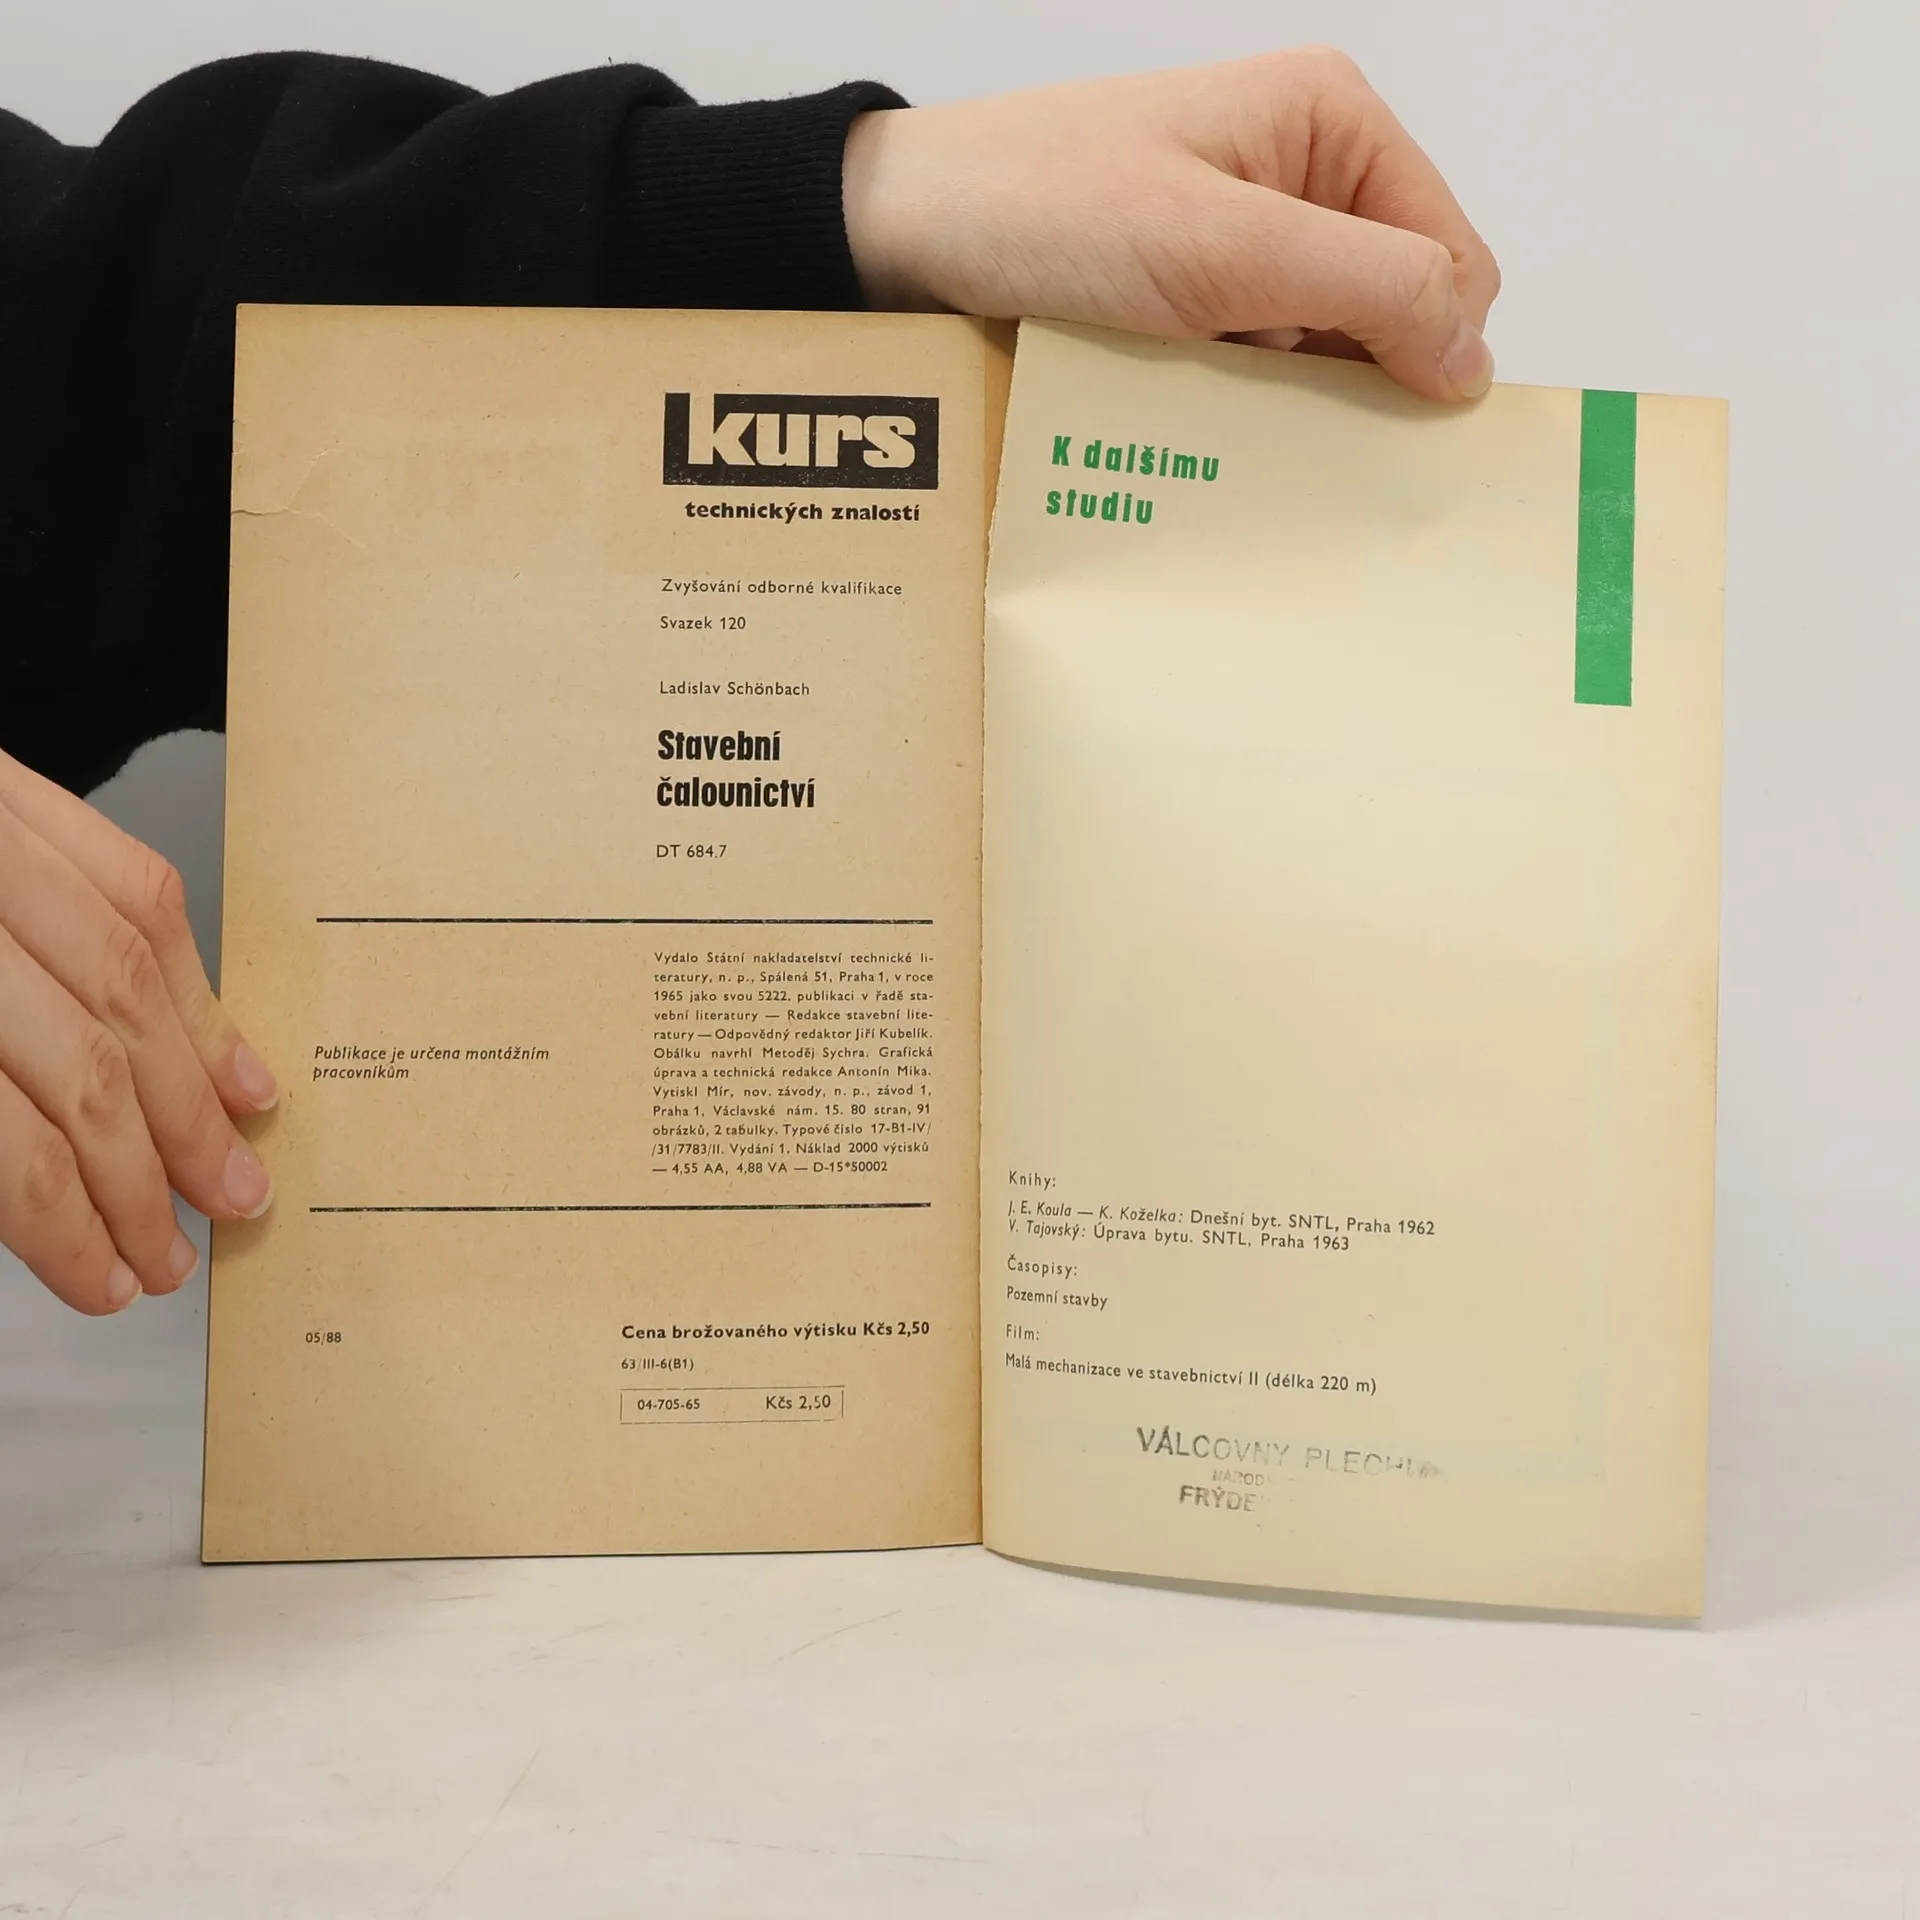 kurs
technických znalostí
Zvyšování odborné kvalifikace
Svazek 120
Ladislav Schönbach
Stavební
čalounictví
DT 684.7
Vydalo Státní nakladatelství technické li-
teratury, n. p., Spálená 51, Praha 1, v roce
1965 jako svou 5222. publikaci v řadě sta-
vební literatury — Redakce stavební lite-
ratury — Odpovědný redaktor Jiří Kubelík.
Obálku navrhl Metoděj Sychra. Grafická
úprava a technická redakce Antonín Mika.
Vytiskl Mír, nov. závody, n. p., závod 1,
Praha 1, Václavské nám. 15. 80 stran, 91
obrázků, 2 tabulky. Typové číslo 17-B1-IV/
/31/7783/II. Vydání 1. Náklad 2000 výtisků
— 4,55 AA, 4,88 VA — D-15*50002
Publikace je určena montážním
pracovníkům
05/88
Cena brožovaného výtisku Kčs 2,50
63/III-6(B1)
04-705-65 Kčs 2,50
K dalšímu
studiu
Knihy:
J. E. Koula — K. Koželka: Dnešní byt. SNTL, Praha 1962
V. Tajovský: Úprava bytu. SNTL, Praha 1963
Časopisy:
Pozemní stavby
Film:
Malá mechanizace ve stavebnictví II (délka 220 m)
VÁLCOVNY